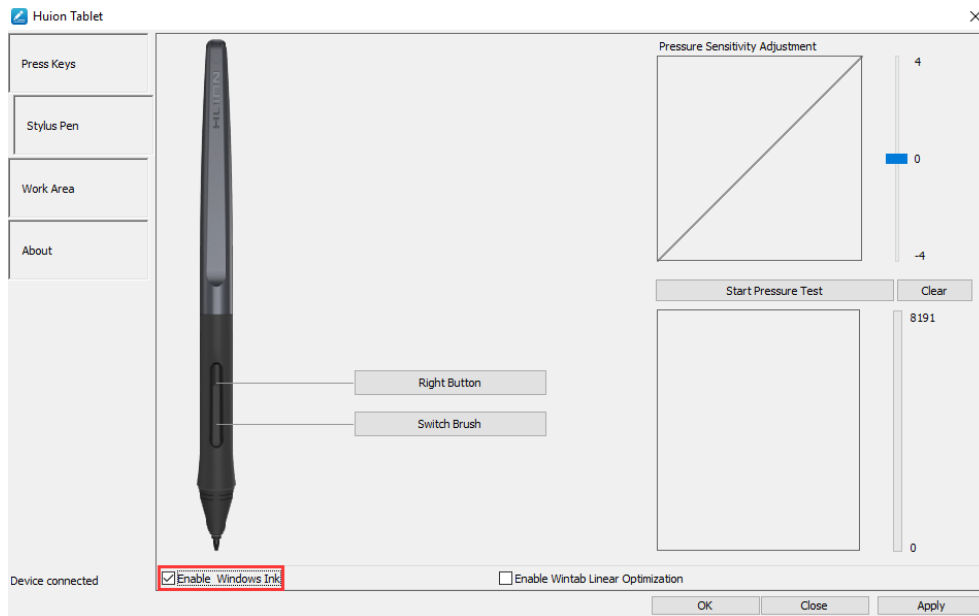 Huion Tablet
Press Keys
Stylus Pen
Work Area
About
Device connected
HUION
Right Button
Switch Brush
Pressure Sensitivity Adjustment
4
0
-4
Start Pressure Test
Clear
8191
0
Enable Windows Ink
Enable Wintab Linear Optimization
OK
Close
Apply